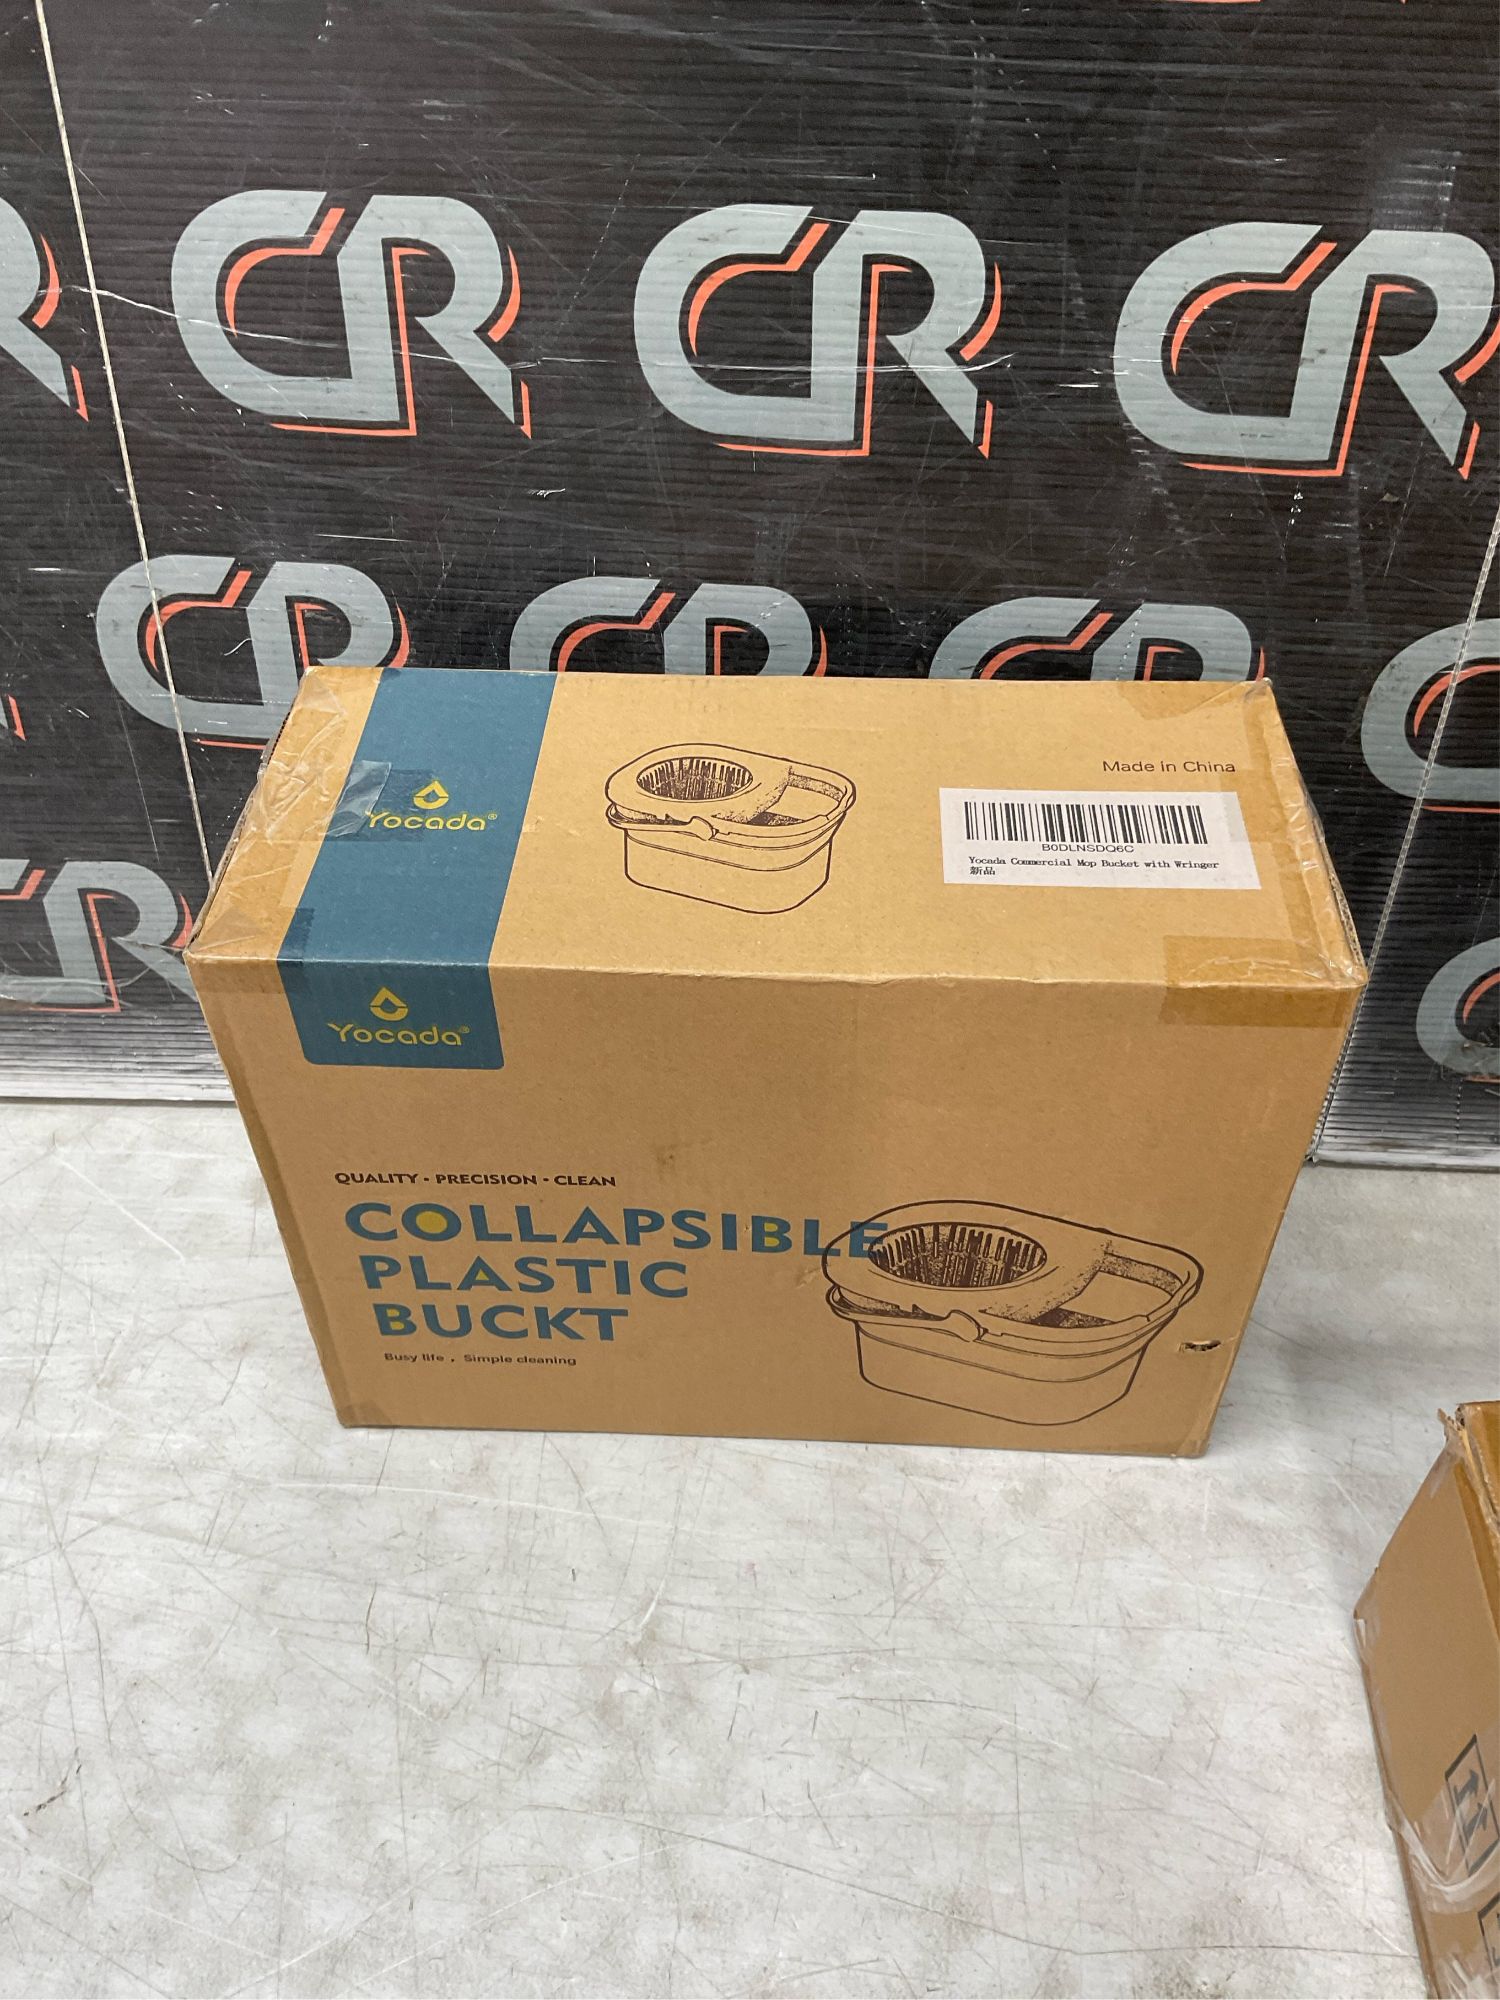 CR CR CR
CR CR CR
Made in China
Yocada®
B0DLNSDQ6C
Yocada Commercial Mop Bucket with Wringer
新品
Yocada®
QUALITY · PRECISION · CLEAN
COLLAPSIBLE
PLASTIC
BUCKT
Busy life . Simple cleaning